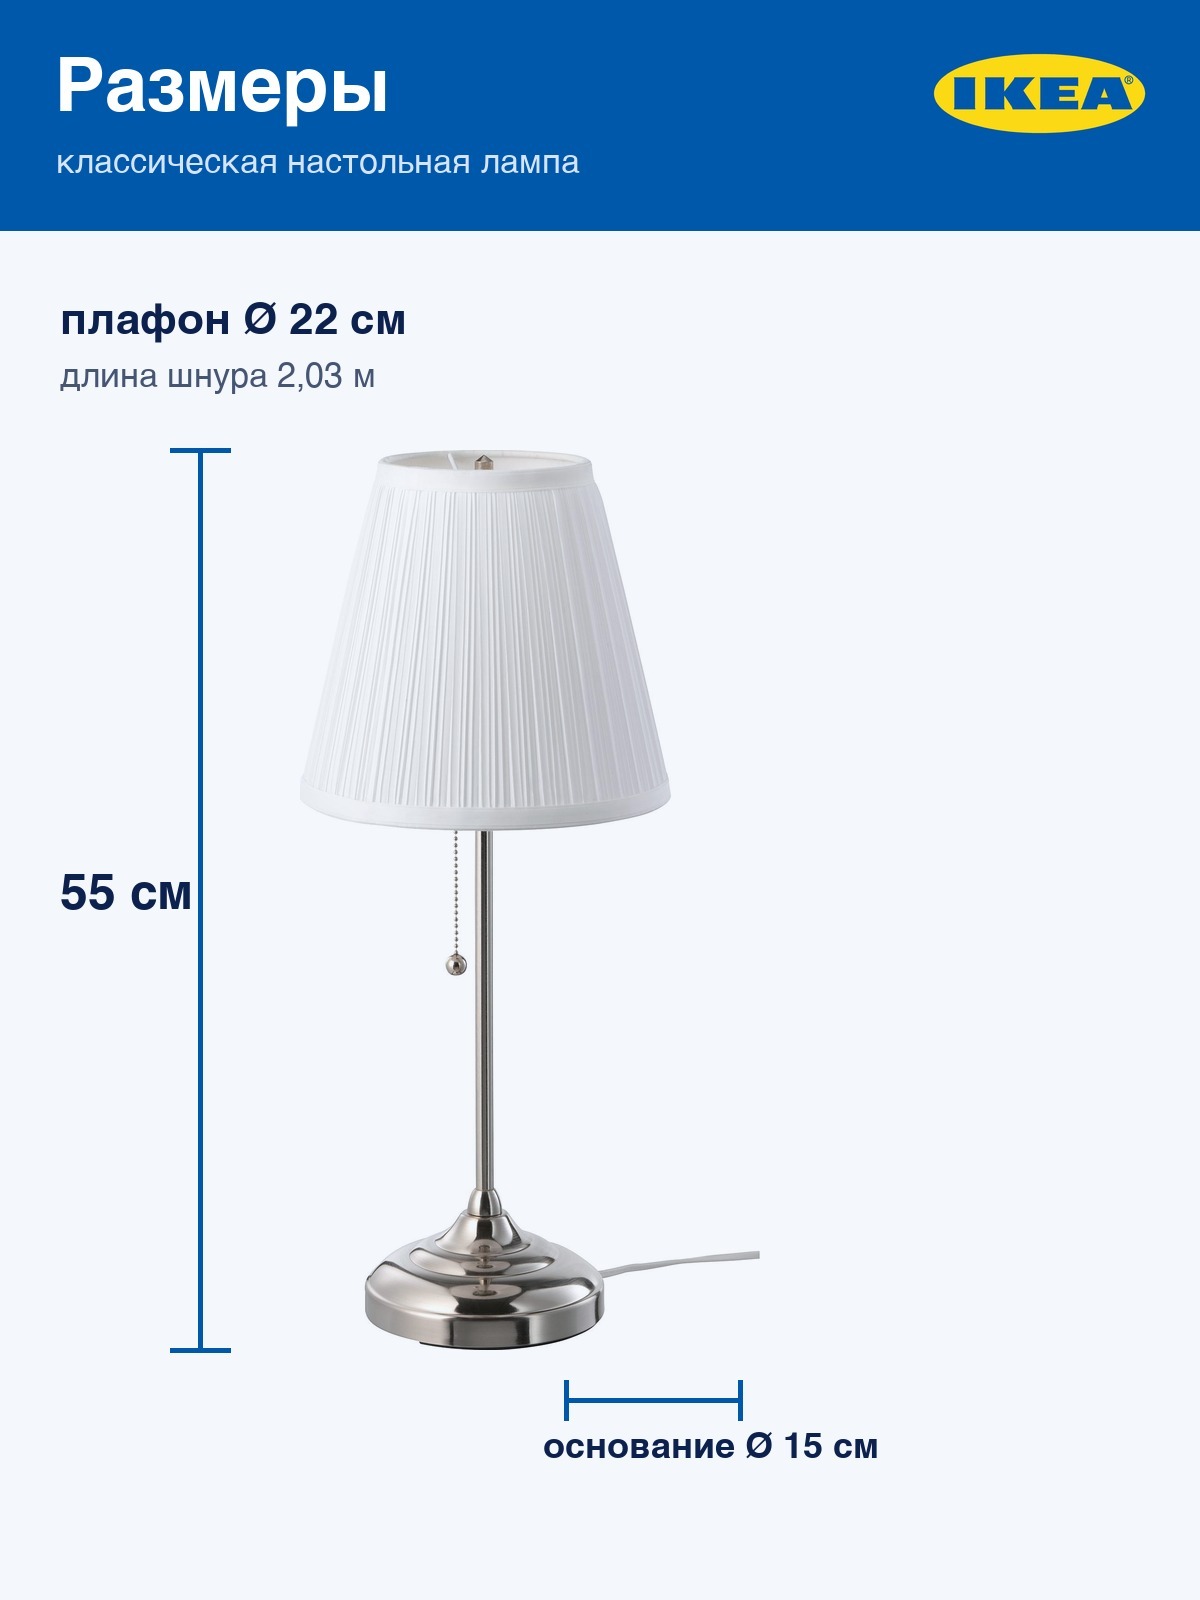 Размеры
IKEA®
классическая настольная лампа
плафон Ø 22 см
длина шнура 2,03 м
55 см
основание Ø 15 см